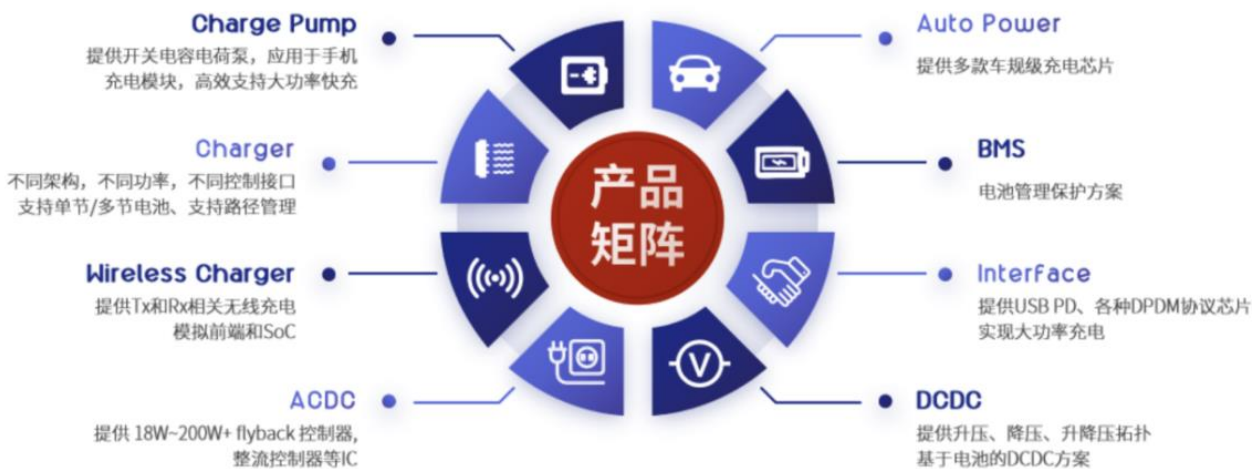 Charge Pump
提供开关电容电荷泵，应用于手机
充电模块，高效支持大功率快充
Charger
不同架构，不同功率，不同控制接口
支持单节/多节电池、支持路径管理
Wireless Charger
提供Tx和Rx相关无线充电
模拟前端和SoC
ACDC
提供 18W~200W+ flyback 控制器,
整流控制器等IC
产品
矩阵
V
Auto Power
提供多款车规级充电芯片
BMS
电池管理保护方案
Interface
提供USB PD、各种DPDM协议芯片
实现大功率充电
DCDC
提供升压、降压、升降压拓扑
基于电池的DCDC方案